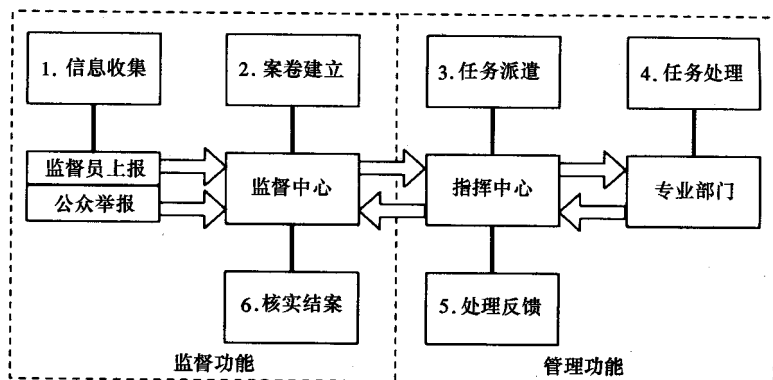 1. 信息收集
2. 案卷建立
3. 任务派遣
4. 任务处理
监督员上报
公众举报
监督中心
指挥中心
专业部门
6. 核实结案
5. 处理反馈
监督功能
管理功能